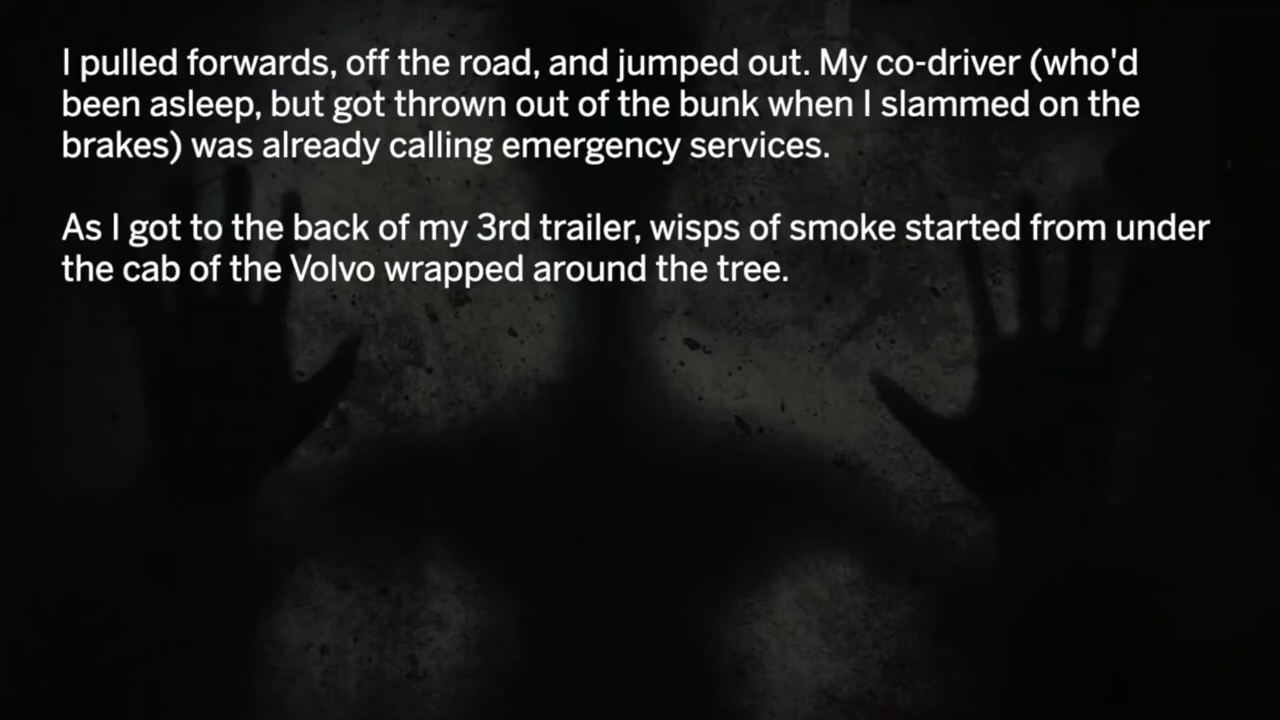 I pulled forwards, off the road, and jumped out. My co-driver (who'd
been asleep, but got thrown out of the bunk when I slammed on the
brakes) was already calling emergency services.
As I got to the back of my 3rd trailer, wisps of smoke started from under
the cab of the Volvo wrapped around the tree.